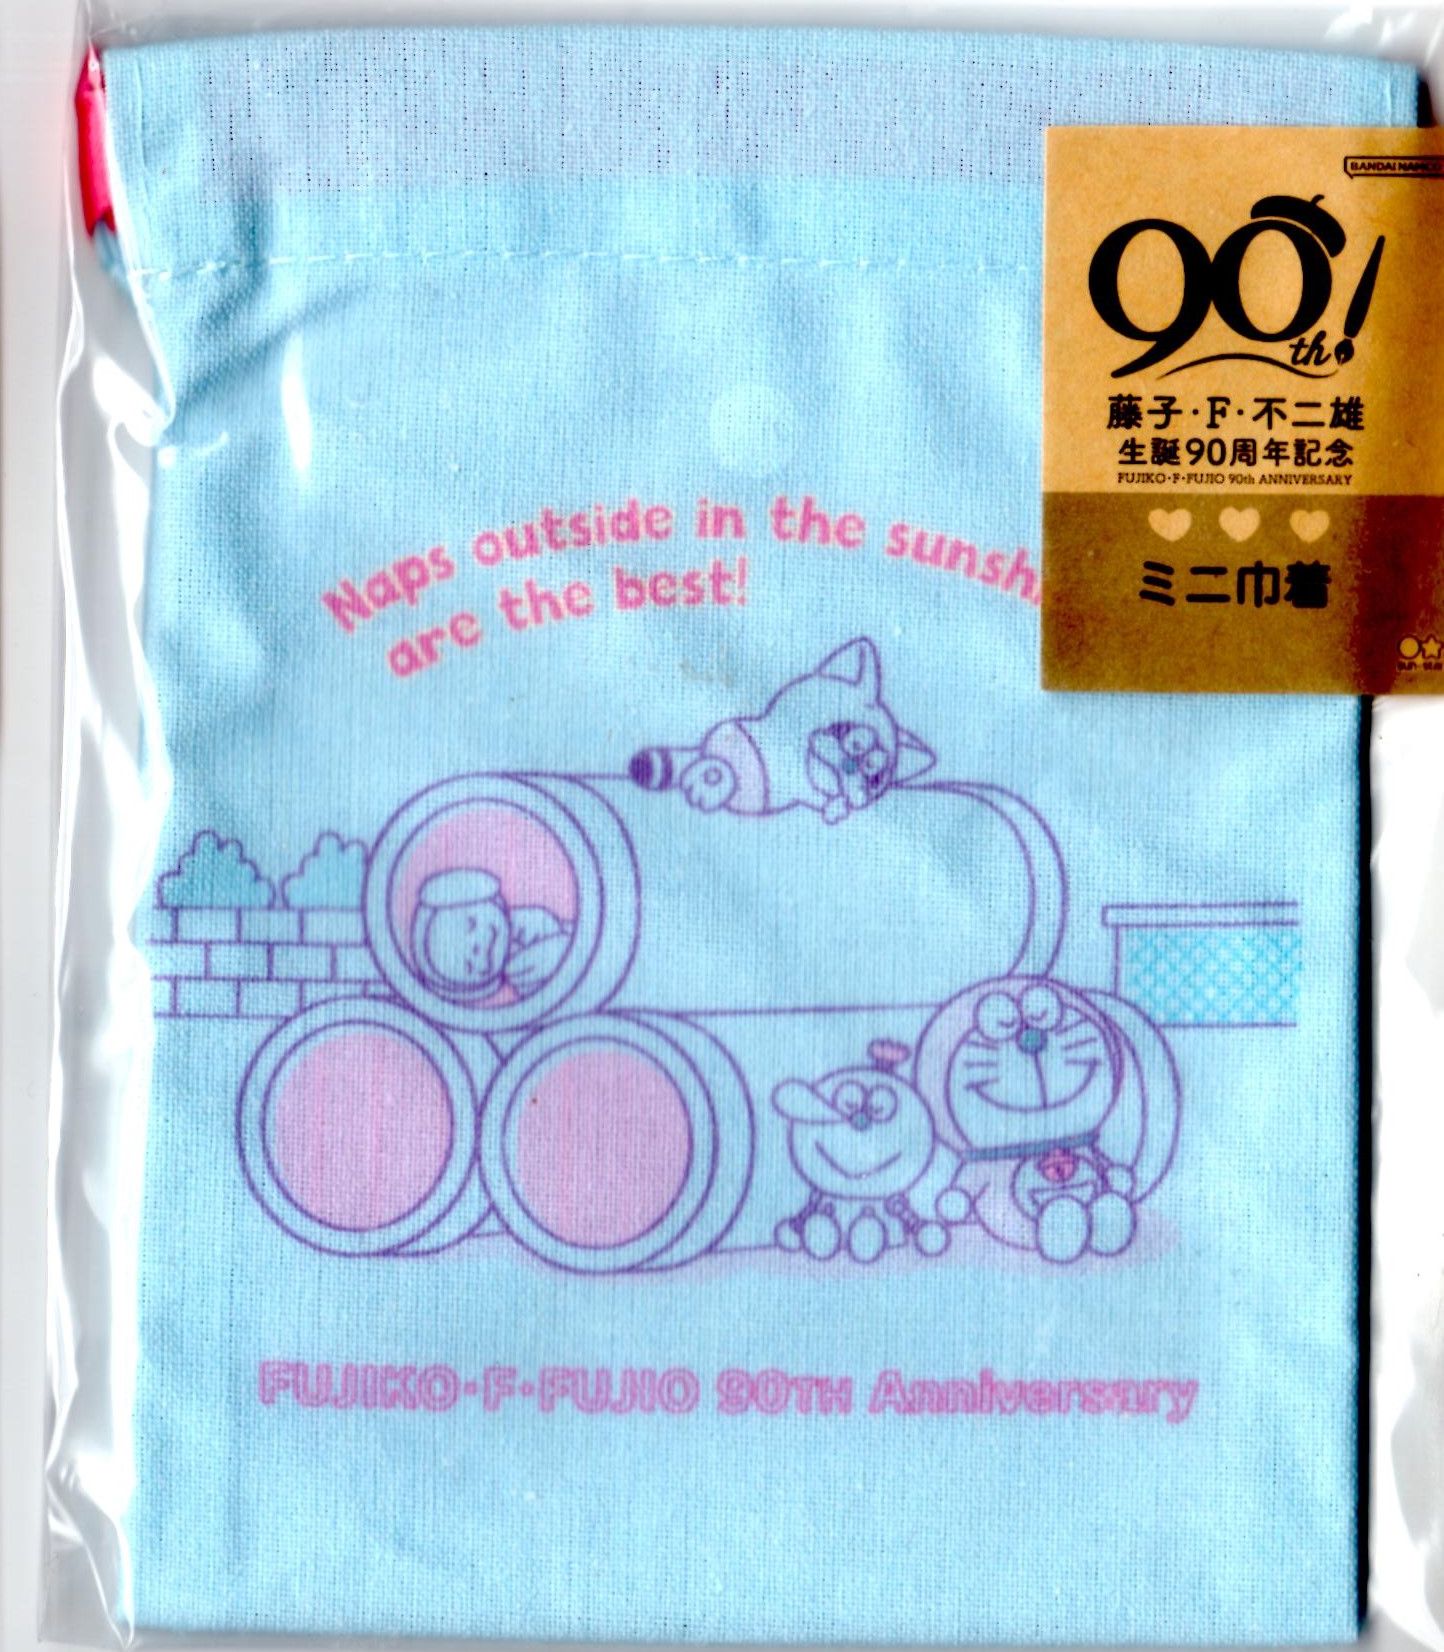 BANDAI NAMCO
90th!
藤子・F・不二雄
生誕90周年記念
FUJIKO・F・FUJIO 90th ANNIVERSARY
ミニ巾着
Naps outside in the sunsh
are the best!
FUJIKO・F・FUJIO 90TH Anniversary